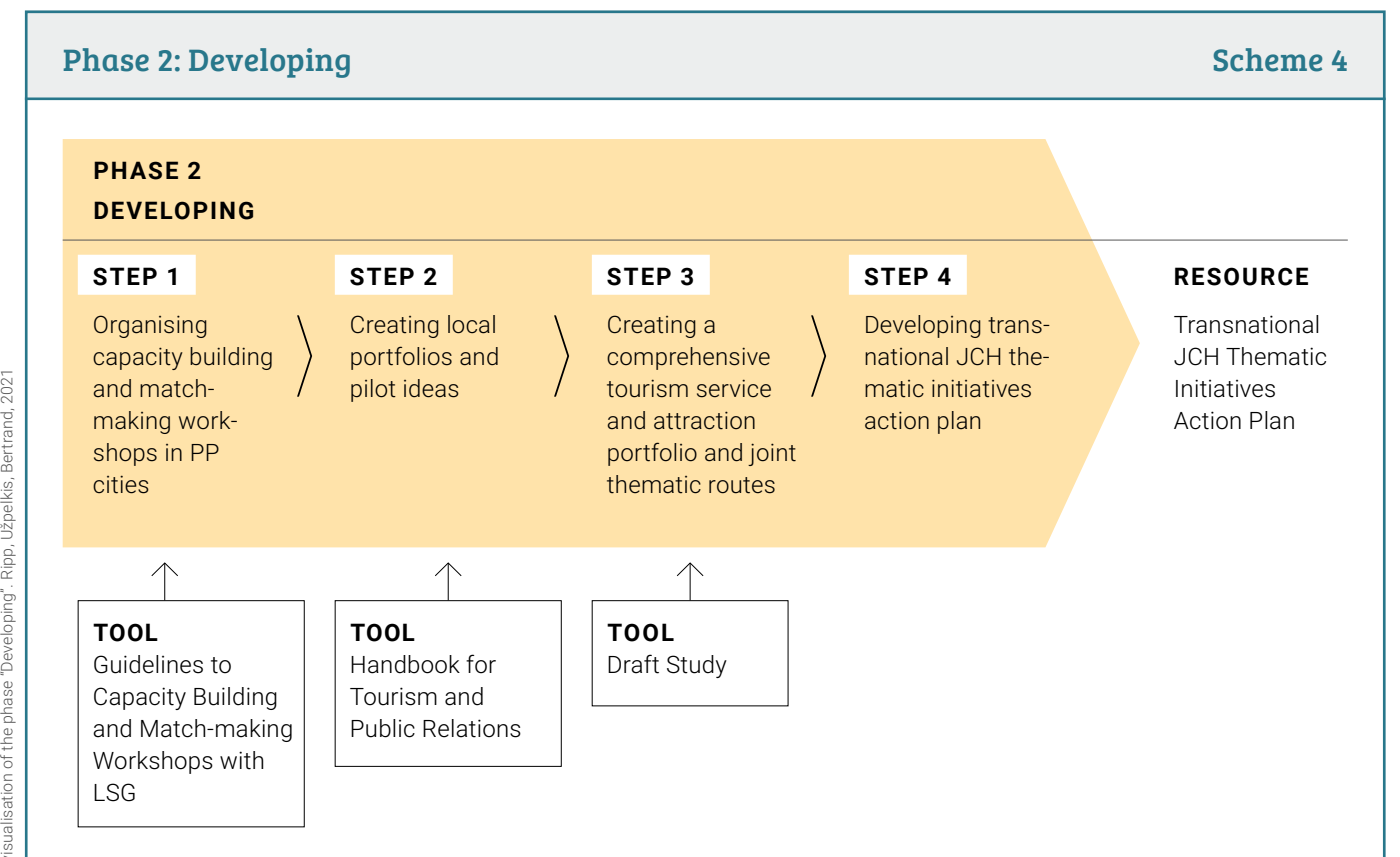 Phase 2: Developing
Scheme 4
PHASE 2
DEVELOPING
STEP 1
Organising
capacity building
and match-
making work-
shops in PP
cities
STEP 2
Creating local
portfolios and
pilot ideas
STEP 3
Creating a
comprehensive
tourism service
and attraction
portfolio and joint
thematic routes
STEP 4
Developing trans-
national JCH the-
matic initiatives
action plan
RESOURCE
Transnational
JCH Thematic
Initiatives
Action Plan
TOOL
Guidelines to
Capacity Building
and Match-making
Workshops with
LSG
TOOL
Handbook for
Tourism and
Public Relations
TOOL
Draft Study
visualisation of the phase "Developing". Ripp, Užpelkis, Bertrand, 2021